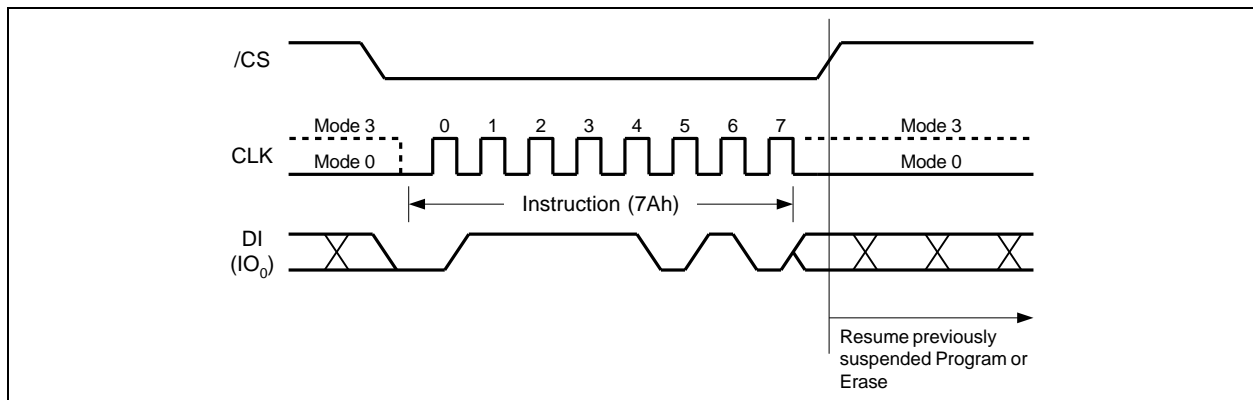 /CS
Mode 3 0 1 2 3 4 5 6 7 Mode 3
CLK
Mode 0 Mode 0
Instruction (7Ah)
DI
(IO₀)
Resume previously
suspended Program or
Erase